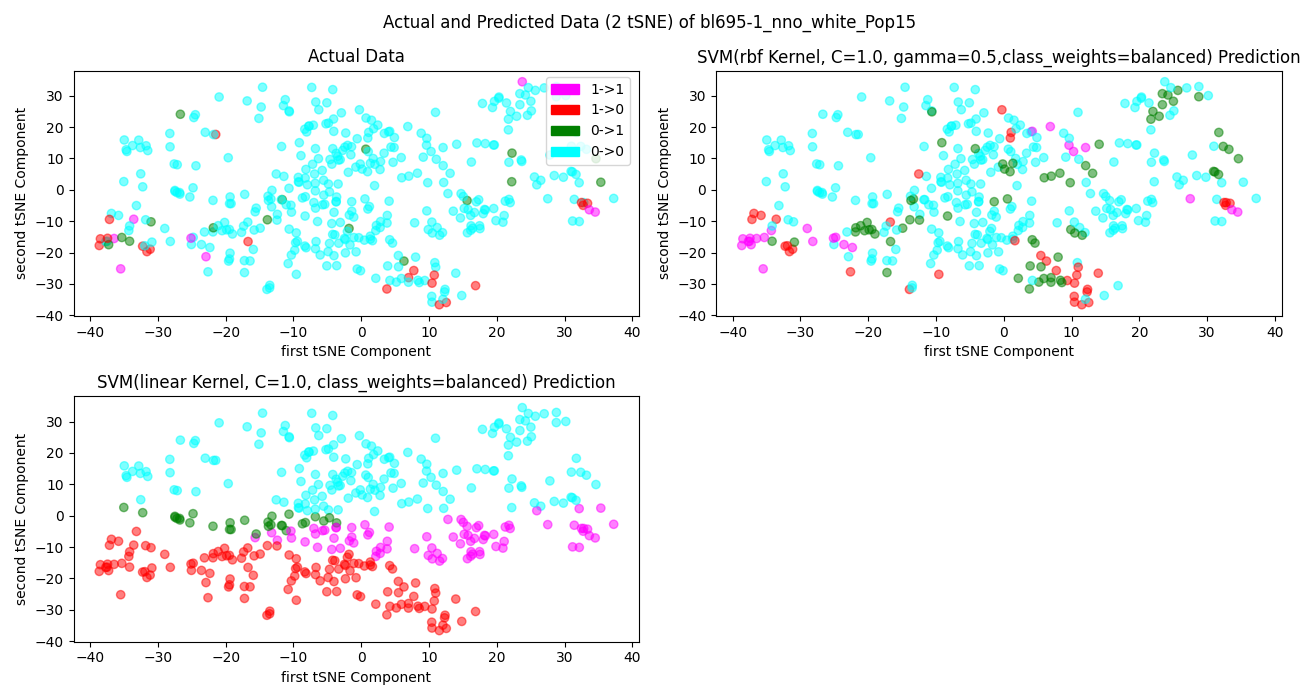 Actual and Predicted Data (2 tSNE) of bl695-1_nno_white_Pop15
Actual Data
second tSNE Component
30
20
10
0
−10
−20
−30
−40
1->1
1->0
0->1
0->0
−40 −30 −20 −10 0 10 20 30 40
first tSNE Component
SVM(rbf Kernel, C=1.0, gamma=0.5,class_weights=balanced) Prediction
second tSNE Component
30
20
10
0
−10
−20
−30
−40
−40 −30 −20 −10 0 10 20 30 40
first tSNE Component
SVM(linear Kernel, C=1.0, class_weights=balanced) Prediction
second tSNE Component
30
20
10
0
−10
−20
−30
−40
−40 −30 −20 −10 0 10 20 30 40
first tSNE Component